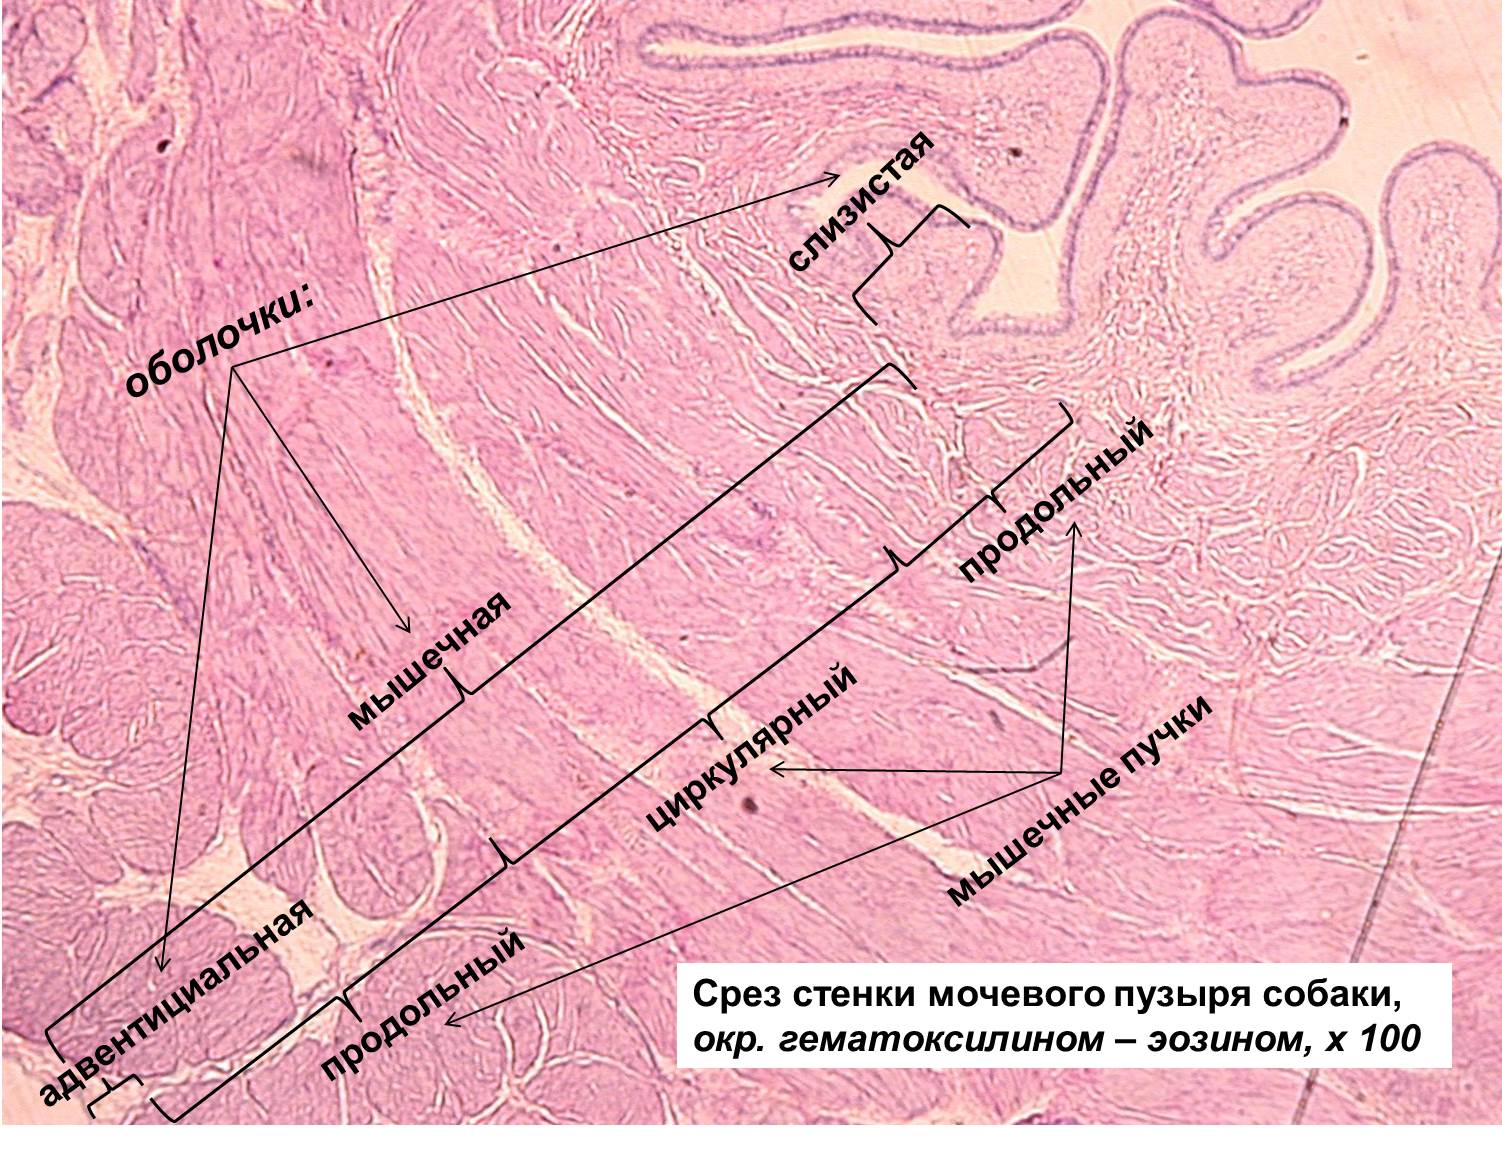 слизистая
оболочки:
продольный
мышечная
циркулярный
мышечные пучки
адвентициальная
продольный
Срез стенки мочевого пузыря собаки,
окр. гематоксилином – эозином, х 100